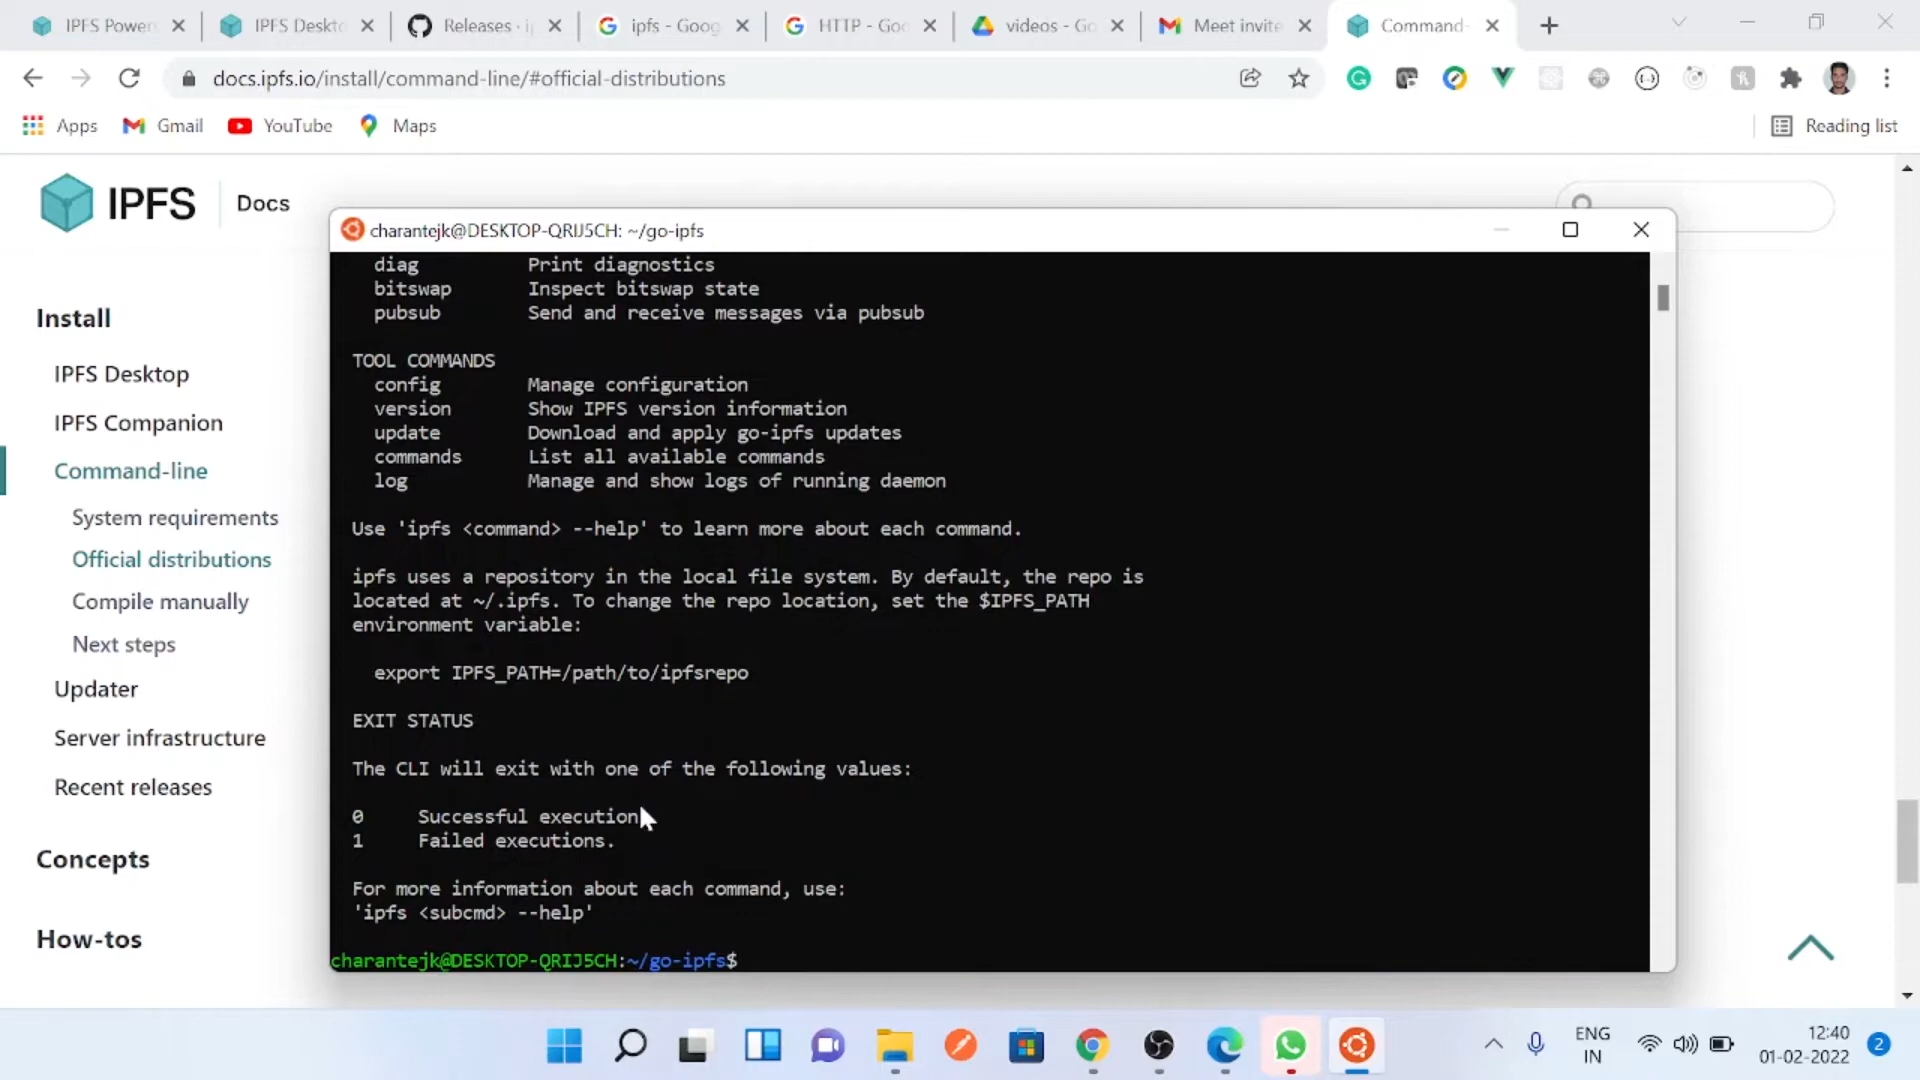 IPFS Power
IPFS Deskto
Releases · i
ipfs - Goog
HTTP - Goo
videos - Go
Meet invite
Command-
docs.ipfs.io/install/command-line/#official-distributions
Apps
Gmail
YouTube
Maps
Reading list
IPFS
Docs
Install
IPFS Desktop
IPFS Companion
Command-line
System requirements
Official distributions
Compile manually
Next steps
Updater
Server infrastructure
Recent releases
Concepts
How-tos
charantejk@DESKTOP-QRIJ5CH: ~/go-ipfs
diag Print diagnostics
bitswap Inspect bitswap state
pubsub Send and receive messages via pubsub
TOOL COMMANDS
config Manage configuration
version Show IPFS version information
update Download and apply go-ipfs updates
commands List all available commands
log Manage and show logs of running daemon
Use 'ipfs <command> --help' to learn more about each command.
ipfs uses a repository in the local file system. By default, the repo is
located at ~/.ipfs. To change the repo location, set the $IPFS_PATH
environment variable:
export IPFS_PATH=/path/to/ipfsrepo
EXIT STATUS
The CLI will exit with one of the following values:
0 Successful execution
1 Failed executions.
For more information about each command, use:
'ipfs <subcmd> --help'
charantejk@DESKTOP-QRIJ5CH:~/go-ipfs$
ENG
IN
12:40
01-02-2022
2